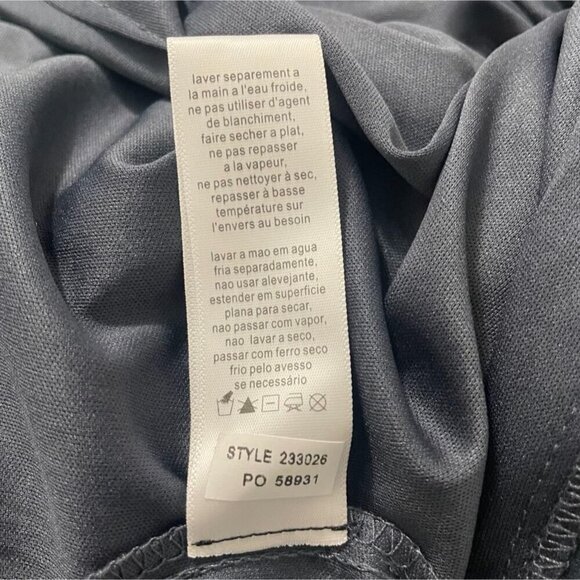 laver separement a
la main a l'eau froide,
ne pas utiliser d'agent
de blanchiment,
faire secher a plat,
ne pas repasser
a la vapeur,
ne pas nettoyer à sec,
repasser à basse
température sur
l'envers au besoin
lavar a mao em agua
fria separadamente,
nao usar alevejante,
estender em superficie
plana para secar,
nao passar com vapor,
nao lavar a seco,
passar com ferro seco
frio pelo avesso
se necessário
STYLE 233026
PO 58931